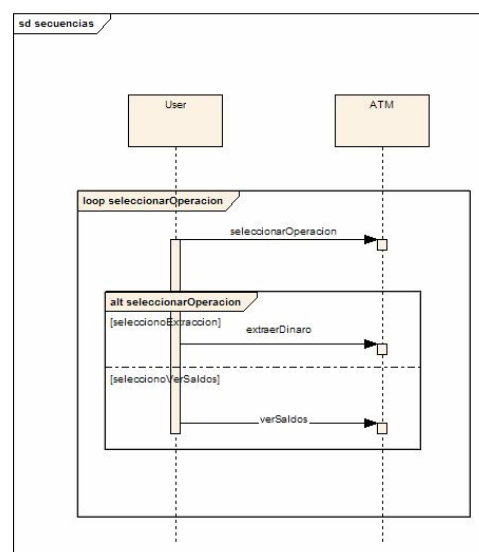 sd secuencias
User
ATM
loop seleccionarOperacion
seleccionarOperacion
alt seleccionarOperacion
[seleccionoExtraccion]
extraerDinaro
[seleccionoVerSaldos]
verSaldos